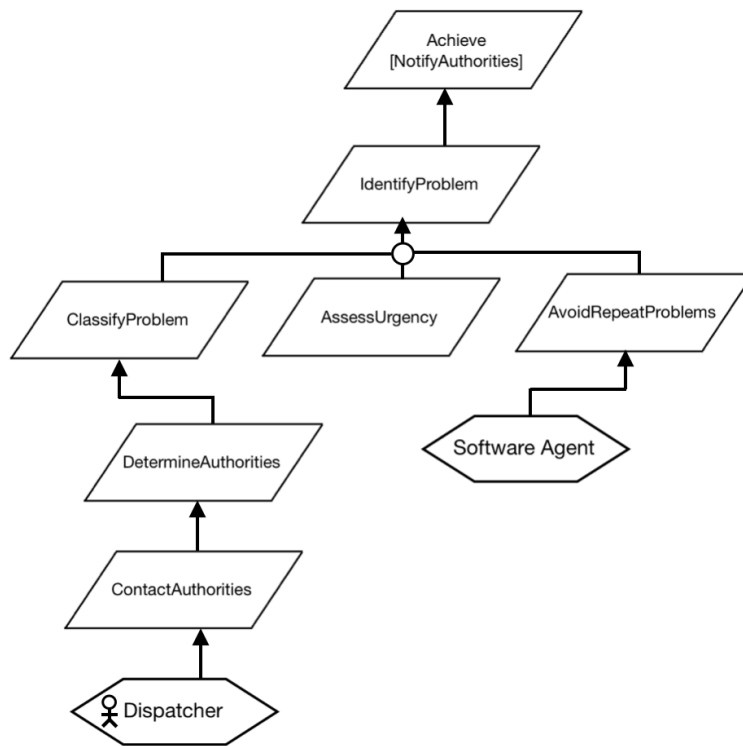 Achieve
[NotifyAuthorities]
IdentifyProblem
ClassifyProblem
AssessUrgency
AvoidRepeatProblems
DetermineAuthorities
Software Agent
ContactAuthorities
Dispatcher